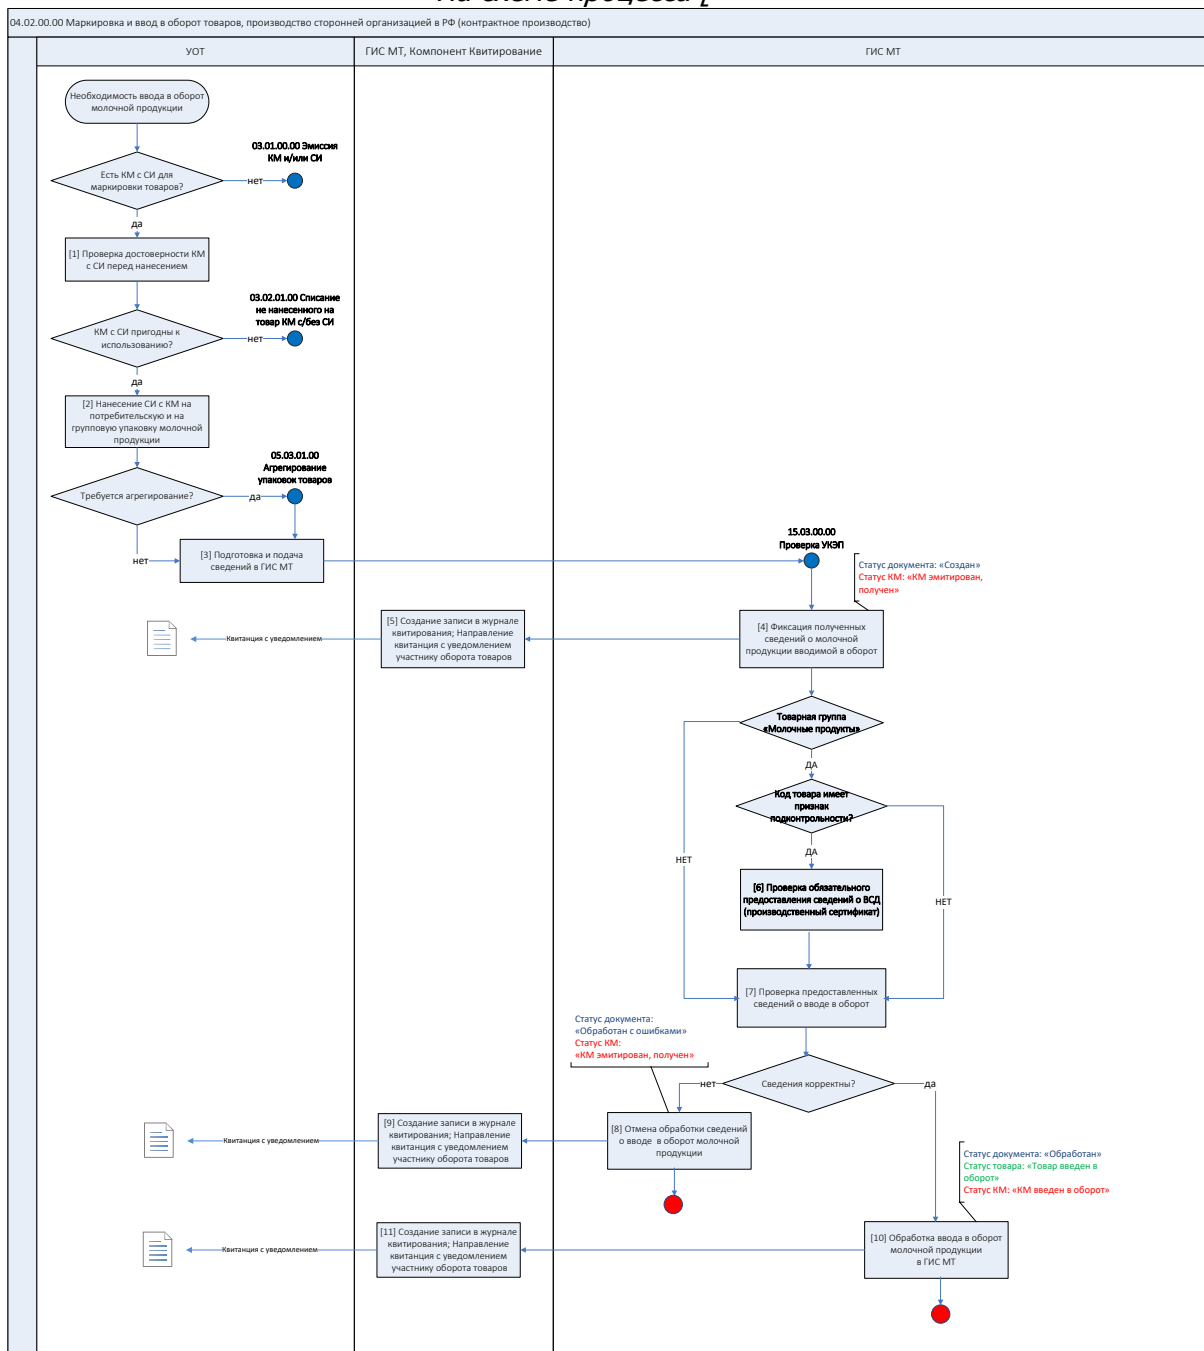 04.02.00.00 Маркировка и ввод в оборот товаров, производство сторонней организацией в РФ (контрактное производство)
УОТ
ГИС МТ, Компонент Квитирование
ГИС МТ
Необходимость ввода в оборот
молочной продукции
03.01.00.00 Эмиссия
КМ и/или СИ
Есть КМ с СИ для
маркировки товаров?
нет
да
[1] Проверка достоверности КМ
с СИ перед нанесением
03.02.01.00 Списание
не нанесенного на
товар КМ с/без СИ
КМ с СИ пригодны к
использованию?
нет
да
[2] Нанесение СИ с КМ на
потребительскую и на
групповую упаковку молочной
продукции
05.03.01.00
Агрегирование
упаковок товаров
Требуется агрегирование?
да
нет
[3] Подготовка и подача
сведений в ГИС МТ
15.03.00.00
Проверка УКЭП
Статус документа: «Создан»
Статус КМ: «КМ эмитирован,
получен»
[4] Фиксация полученных
сведений о молочной
продукции вводимой в оборот
[5] Создание записи в журнале
квитирования; Направление
квитанция с уведомлением
участнику оборота товаров
Квитанция с уведомлением
Товарная группа
«Молочные продукты»
ДА
НЕТ
Код товара имеет
признак
подконтрольности?
ДА
НЕТ
[6] Проверка обязательного
предоставления сведений о ВСД
(производственный сертификат)
[7] Проверка предоставленных
сведений о вводе в оборот
Статус документа:
«Обработан с ошибками»
Статус КМ:
«КМ эмитирован, получен»
Сведения корректны?
нет
да
[8] Отмена обработки сведений
о вводе в оборот молочной
продукции
[9] Создание записи в журнале
квитирования; Направление
квитанция с уведомлением
участнику оборота товаров
Квитанция с уведомлением
Статус документа: «Обработан»
Статус товара: «Товар введен в
оборот»
Статус КМ: «КМ введен в оборот»
[10] Обработка ввода в оборот
молочной продукции
в ГИС МТ
[11] Создание записи в журнале
квитирования; Направление
квитанция с уведомлением
участнику оборота товаров
Квитанция с уведомлением